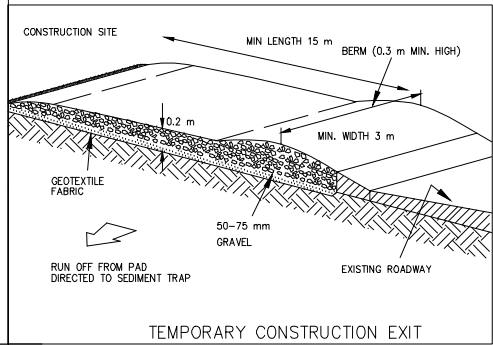 CONSTRUCTION SITE
MIN LENGTH 15 m
BERM (0.3 m MIN. HIGH)
0.2 m
MIN. WIDTH 3 m
GEOTEXTILE
FABRIC
50-75 mm
GRAVEL
RUN OFF FROM PAD
DIRECTED TO SEDIMENT TRAP
EXISTING ROADWAY
TEMPORARY CONSTRUCTION EXIT